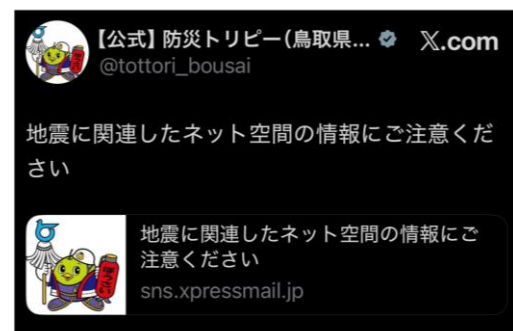 【公式】防災トリピー(鳥取県...
X.com
@tottori_bousai
地震に関連したネット空間の情報にご注意くだ
さい
地震に関連したネット空間の情報にご
注意ください
sns.xpressmail.jp